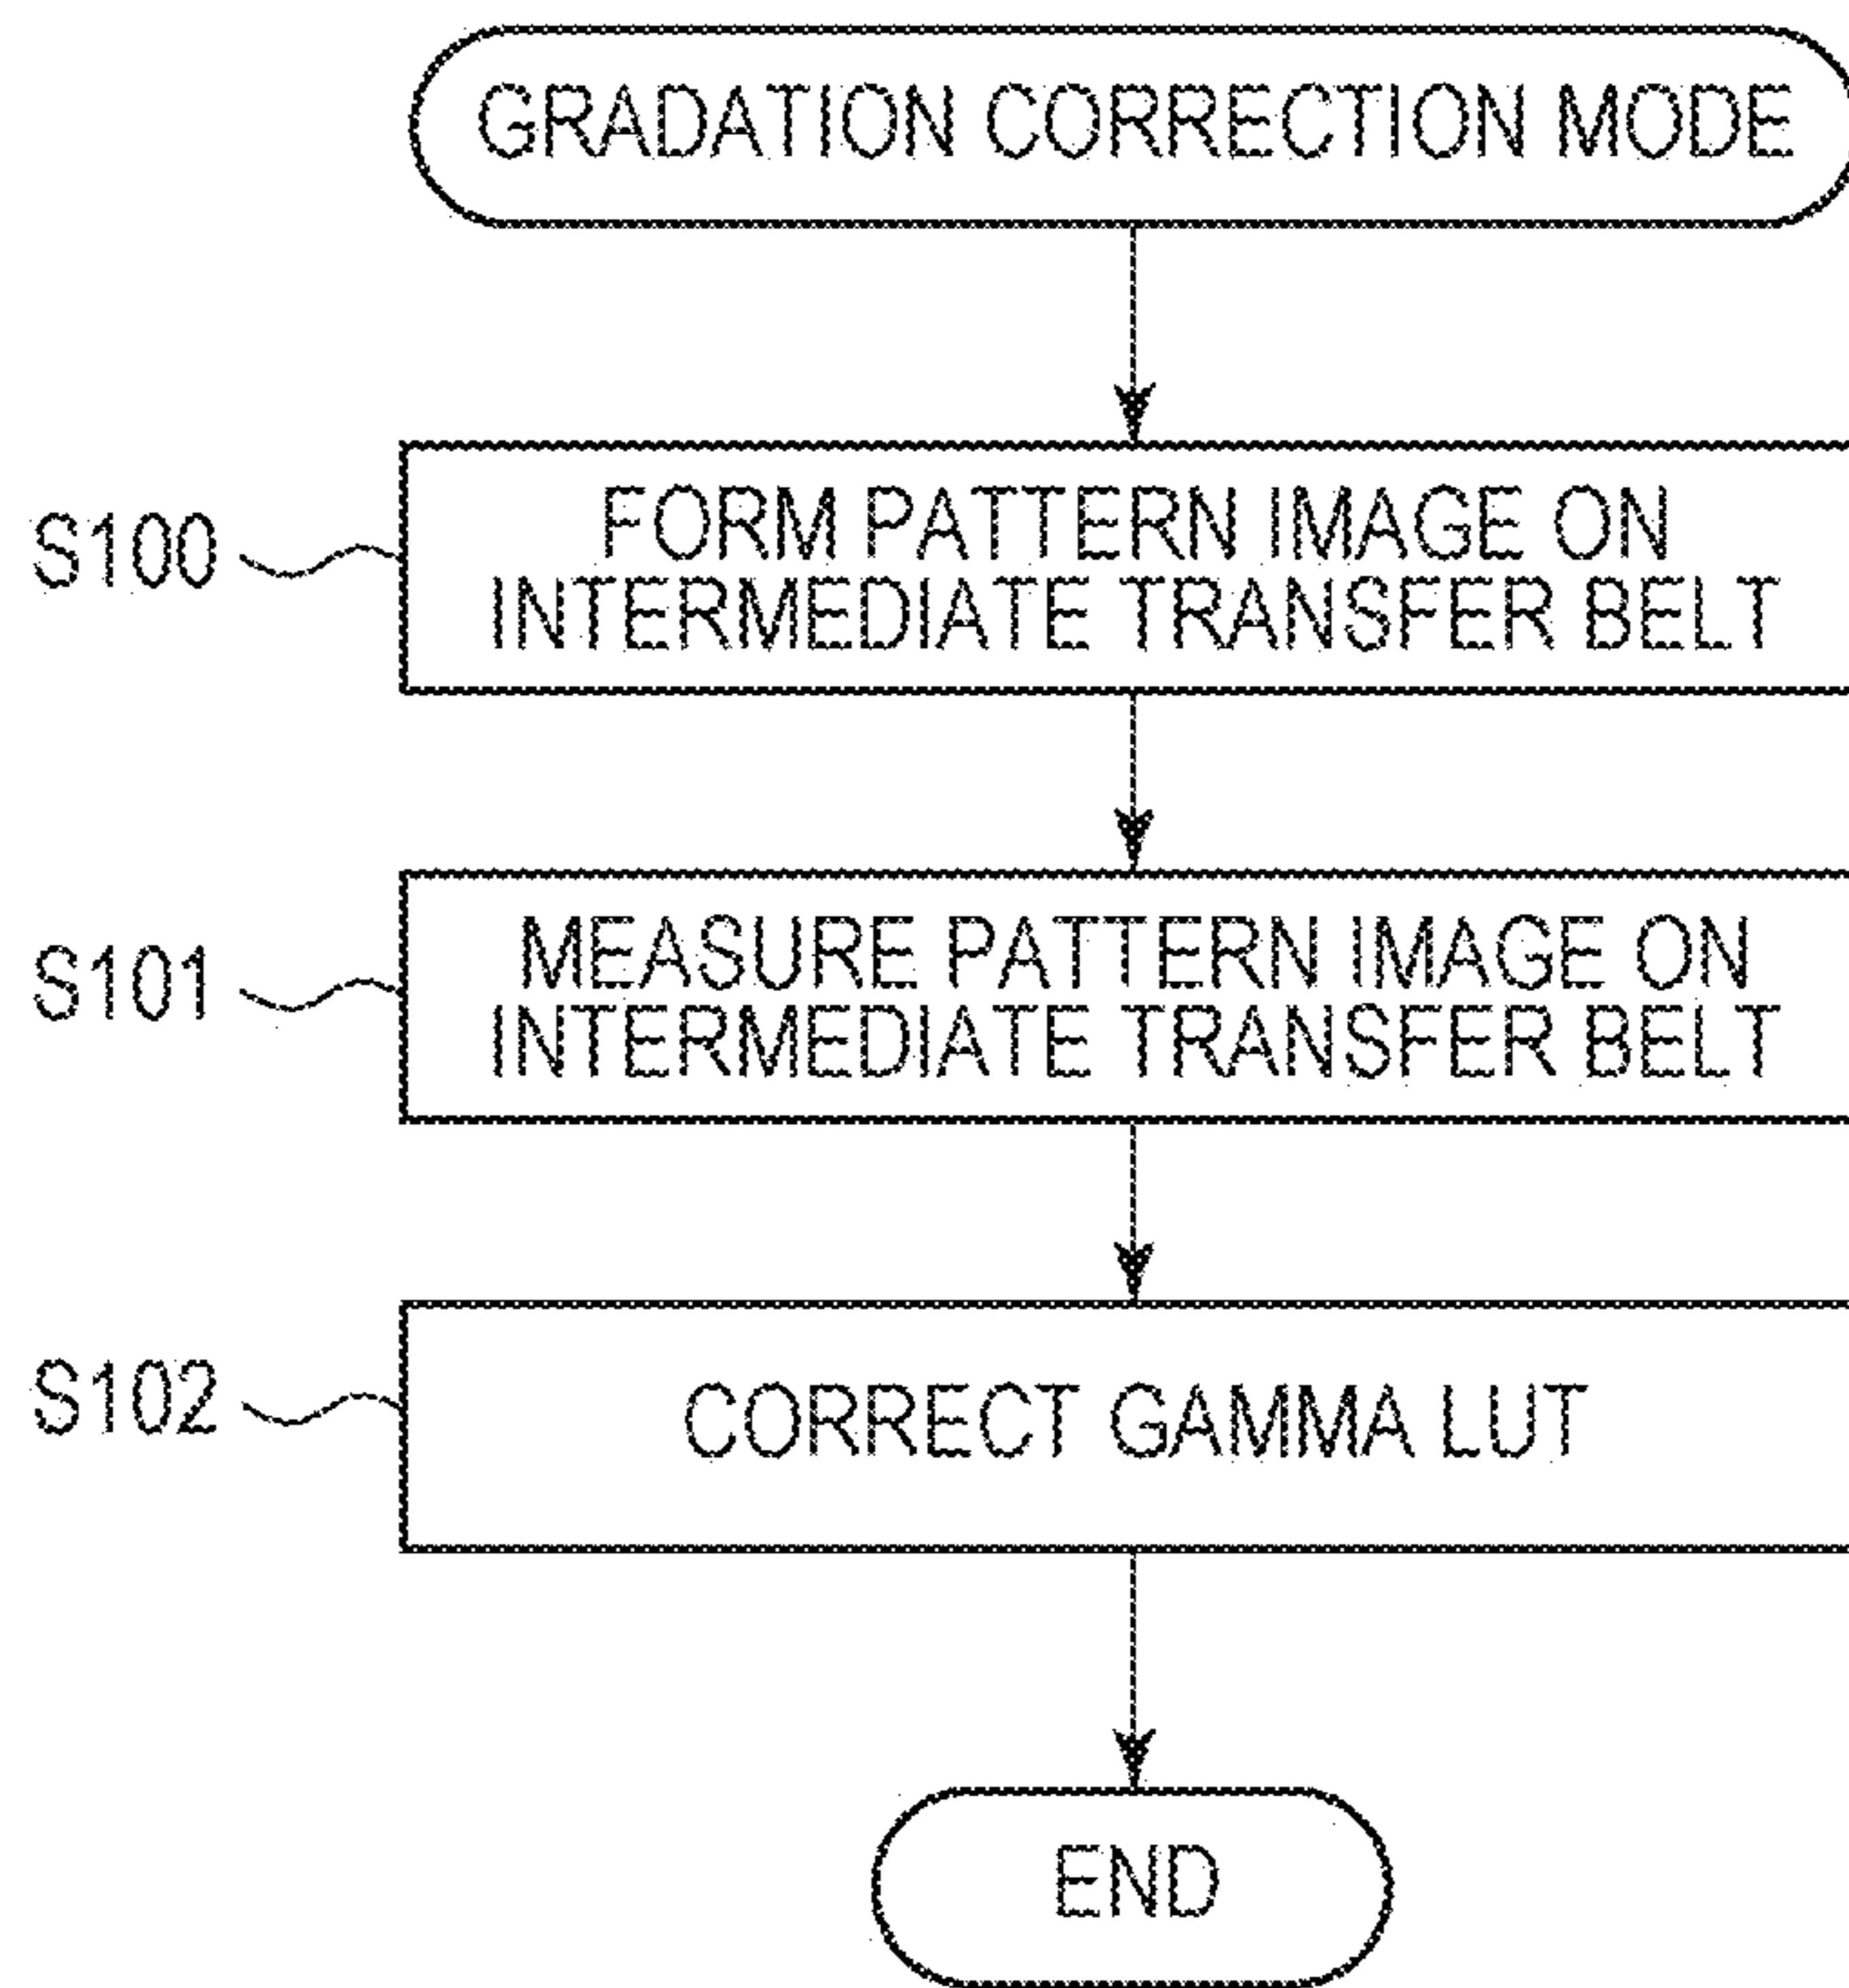 GRADATION CORRECTION MODE
S100
FORM PATTERN IMAGE ON
INTERMEDIATE TRANSFER BELT
S101
MEASURE PATTERN IMAGE ON
INTERMEDIATE TRANSFER BELT
S102
CORRECT GAMMA LUT
END